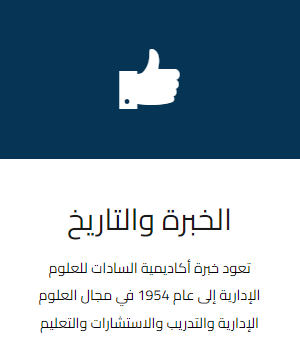 الخبرة والتاريخ
تعود خبرة أكاديمية السادات للعلوم
الإدارية إلى عام 1954 في مجال العلوم
الإدارية والتدريب والاستشارات والتعليم